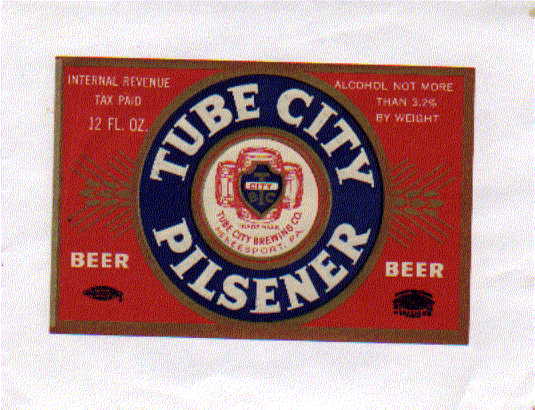 INTERNAL REVENUE
TAX PAID
12 FL. OZ.
ALCOHOL NOT MORE
THAN 3.2%
BY WEIGHT
TUBE CITY
CITY
TUBE CITY BREWING CO.
McKEESPORT, PA.
PILSENER
BEER
BEER